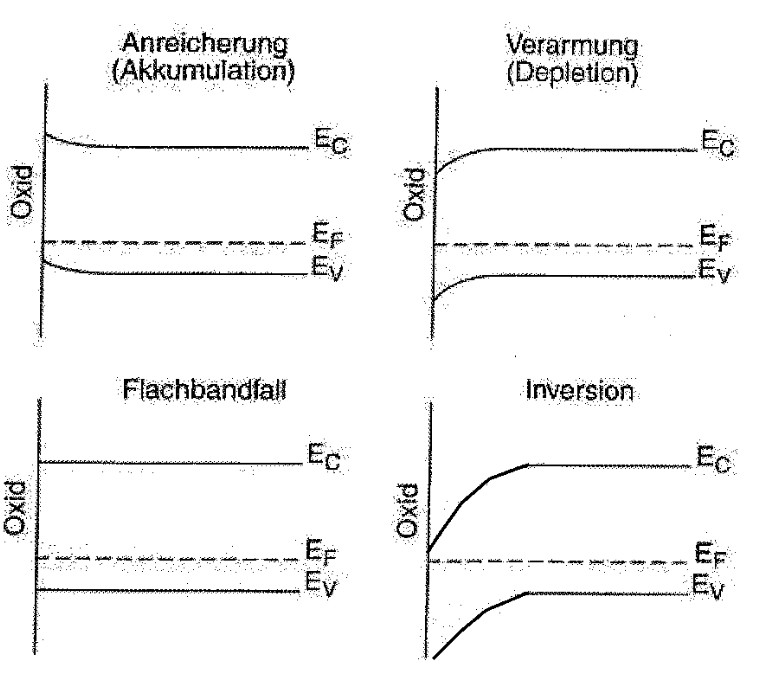 Anreicherung
(Akkumulation)
Oxid
E_C
E_F
E_V
Verarmung
(Depletion)
Oxid
E_C
E_F
E_V
Flachbandfall
Oxid
E_C
E_F
E_V
Inversion
Oxid
E_C
E_F
E_V